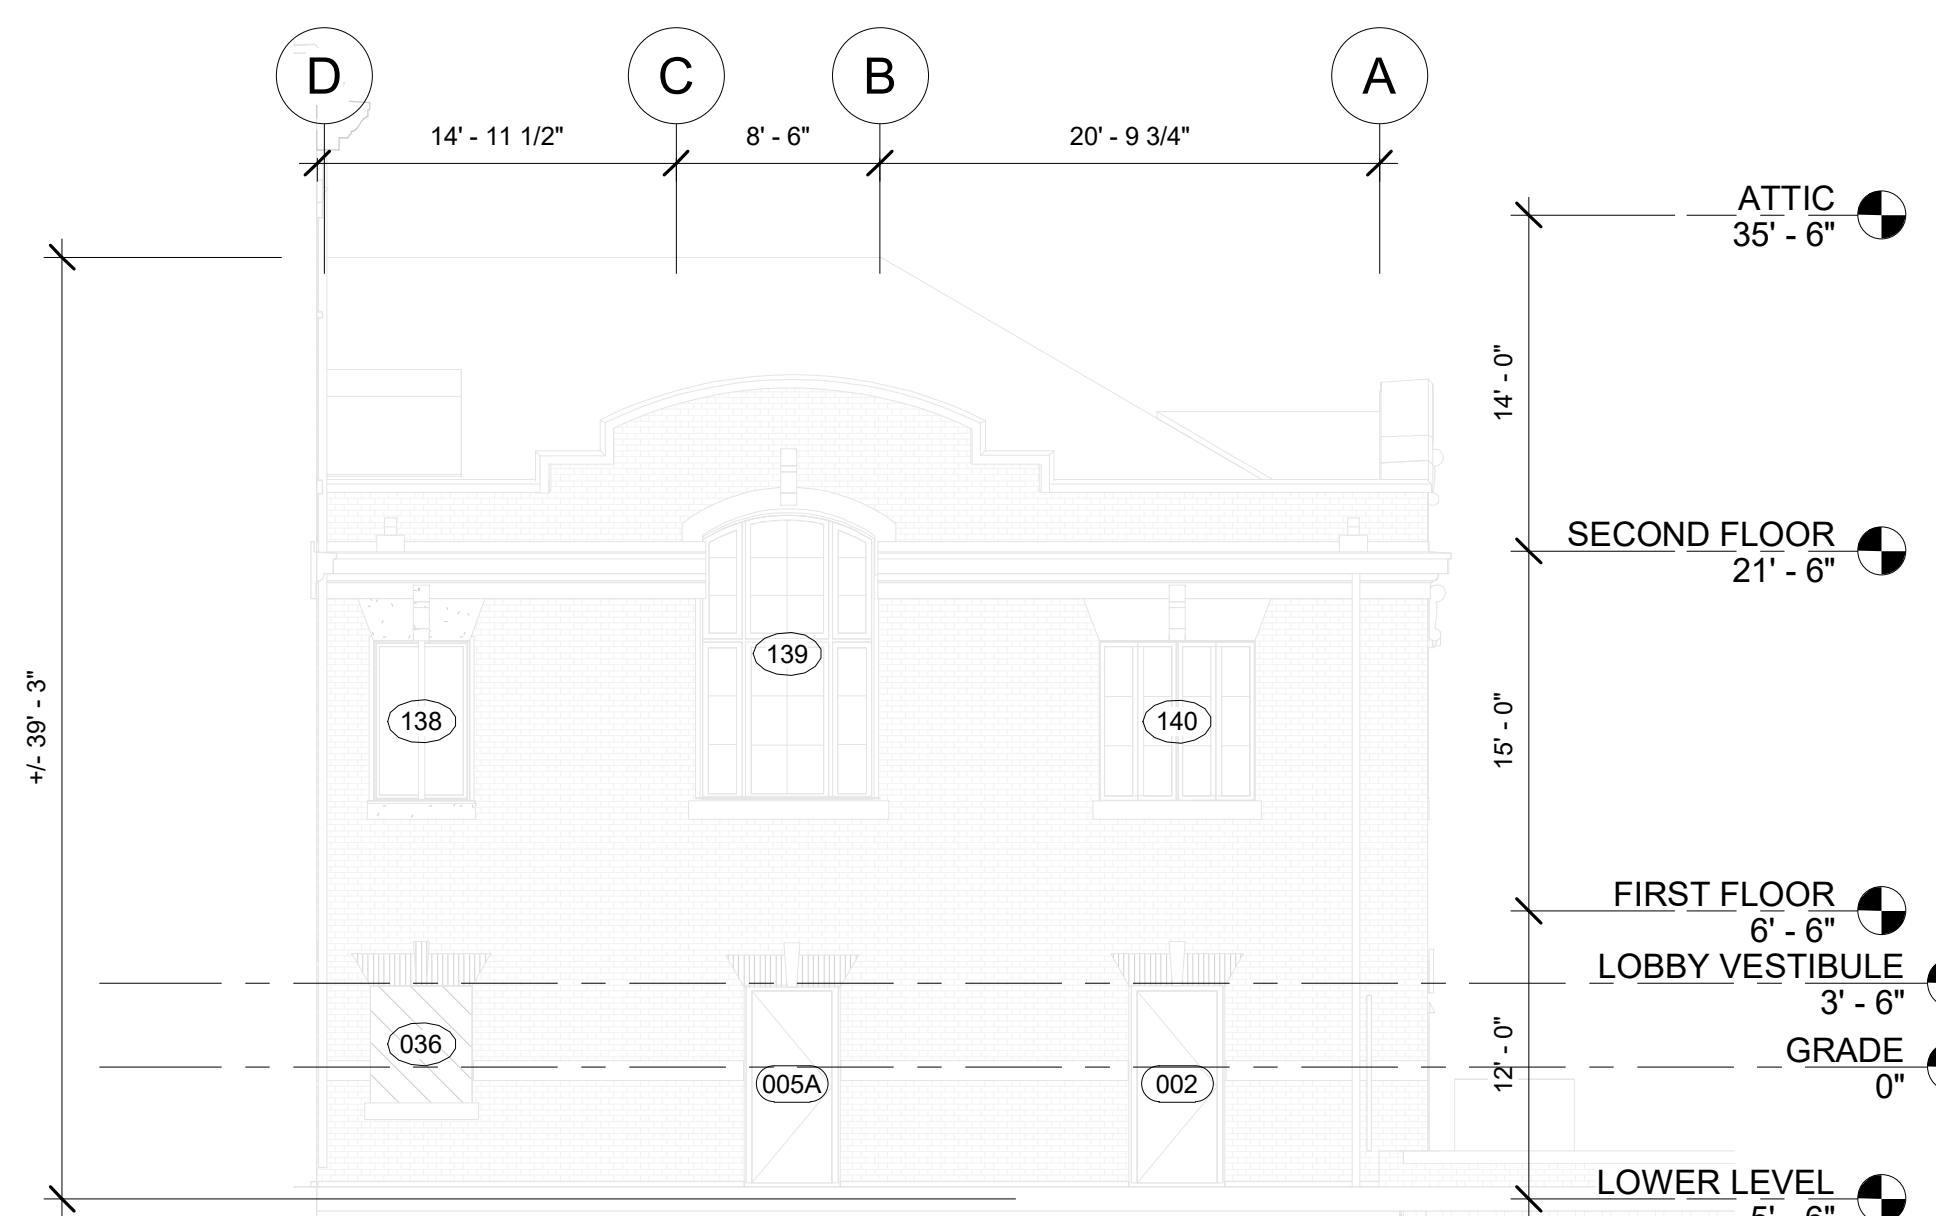 D
C
B
A
14' - 11 1/2"
8' - 6"
20' - 9 3/4"
ATTIC
35' - 6"
14' - 0"
SECOND FLOOR
21' - 6"
139
138
140
+/- 39' - 3"
15' - 0"
FIRST FLOOR
6' - 6"
LOBBY VESTIBULE
3' - 6"
036
12' - 0"
GRADE
0"
005A
002
LOWER LEVEL
5' - 6"